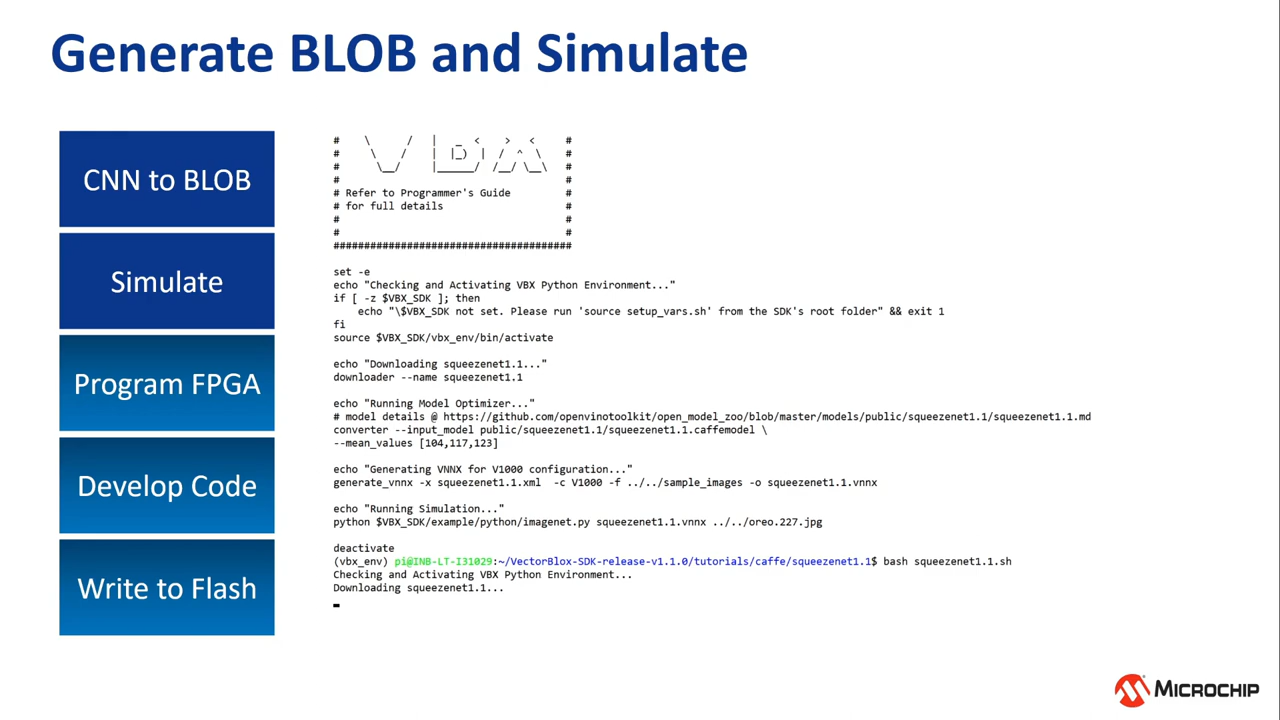 Generate BLOB and Simulate
CNN to BLOB
Simulate
Program FPGA
Develop Code
Write to Flash
#   \      /   |   _  <    >  <     #
#    \    /    |  |_) |   / ^  \    #
#     \__/     |______/  /__/ \__\  #
#                                   #
# Refer to Programmer's Guide       #
# for full details                  #
#                                   #
#                                   #
#######################################
set -e
echo "Checking and Activating VBX Python Environment..."
if [ -z $VBX_SDK ]; then
    echo "\$VBX_SDK not set. Please run 'source setup_vars.sh' from the SDK's root folder" && exit 1
fi
source $VBX_SDK/vbx_env/bin/activate
echo "Downloading squeezenet1.1..."
downloader --name squeezenet1.1
echo "Running Model Optimizer..."
# model details @ https://github.com/openvinotoolkit/open_model_zoo/blob/master/models/public/squeezenet1.1/squeezenet1.1.md
converter --input_model public/squeezenet1.1/squeezenet1.1.caffemodel \
--mean_values [104,117,123]
echo "Generating VNNX for V1000 configuration..."
generate_vnnx -x squeezenet1.1.xml  -c V1000 -f ../../sample_images -o squeezenet1.1.vnnx
echo "Running Simulation..."
python $VBX_SDK/example/python/imagenet.py squeezenet1.1.vnnx ../../oreo.227.jpg
deactivate
(vbx_env) pi@INB-LT-I31029:~/VectorBlox-SDK-release-v1.1.0/tutorials/caffe/squeezenet1.1$ bash squeezenet1.1.sh
Checking and Activating VBX Python Environment...
Downloading squeezenet1.1...
MICROCHIP